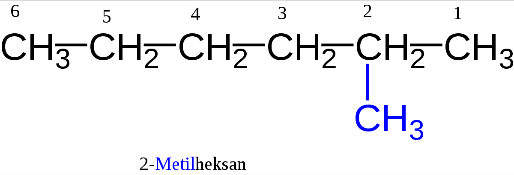 6 5 4 3 2 1
CH3 CH2 CH2 CH2 CH2 CH3
CH3
2-Metilheksan